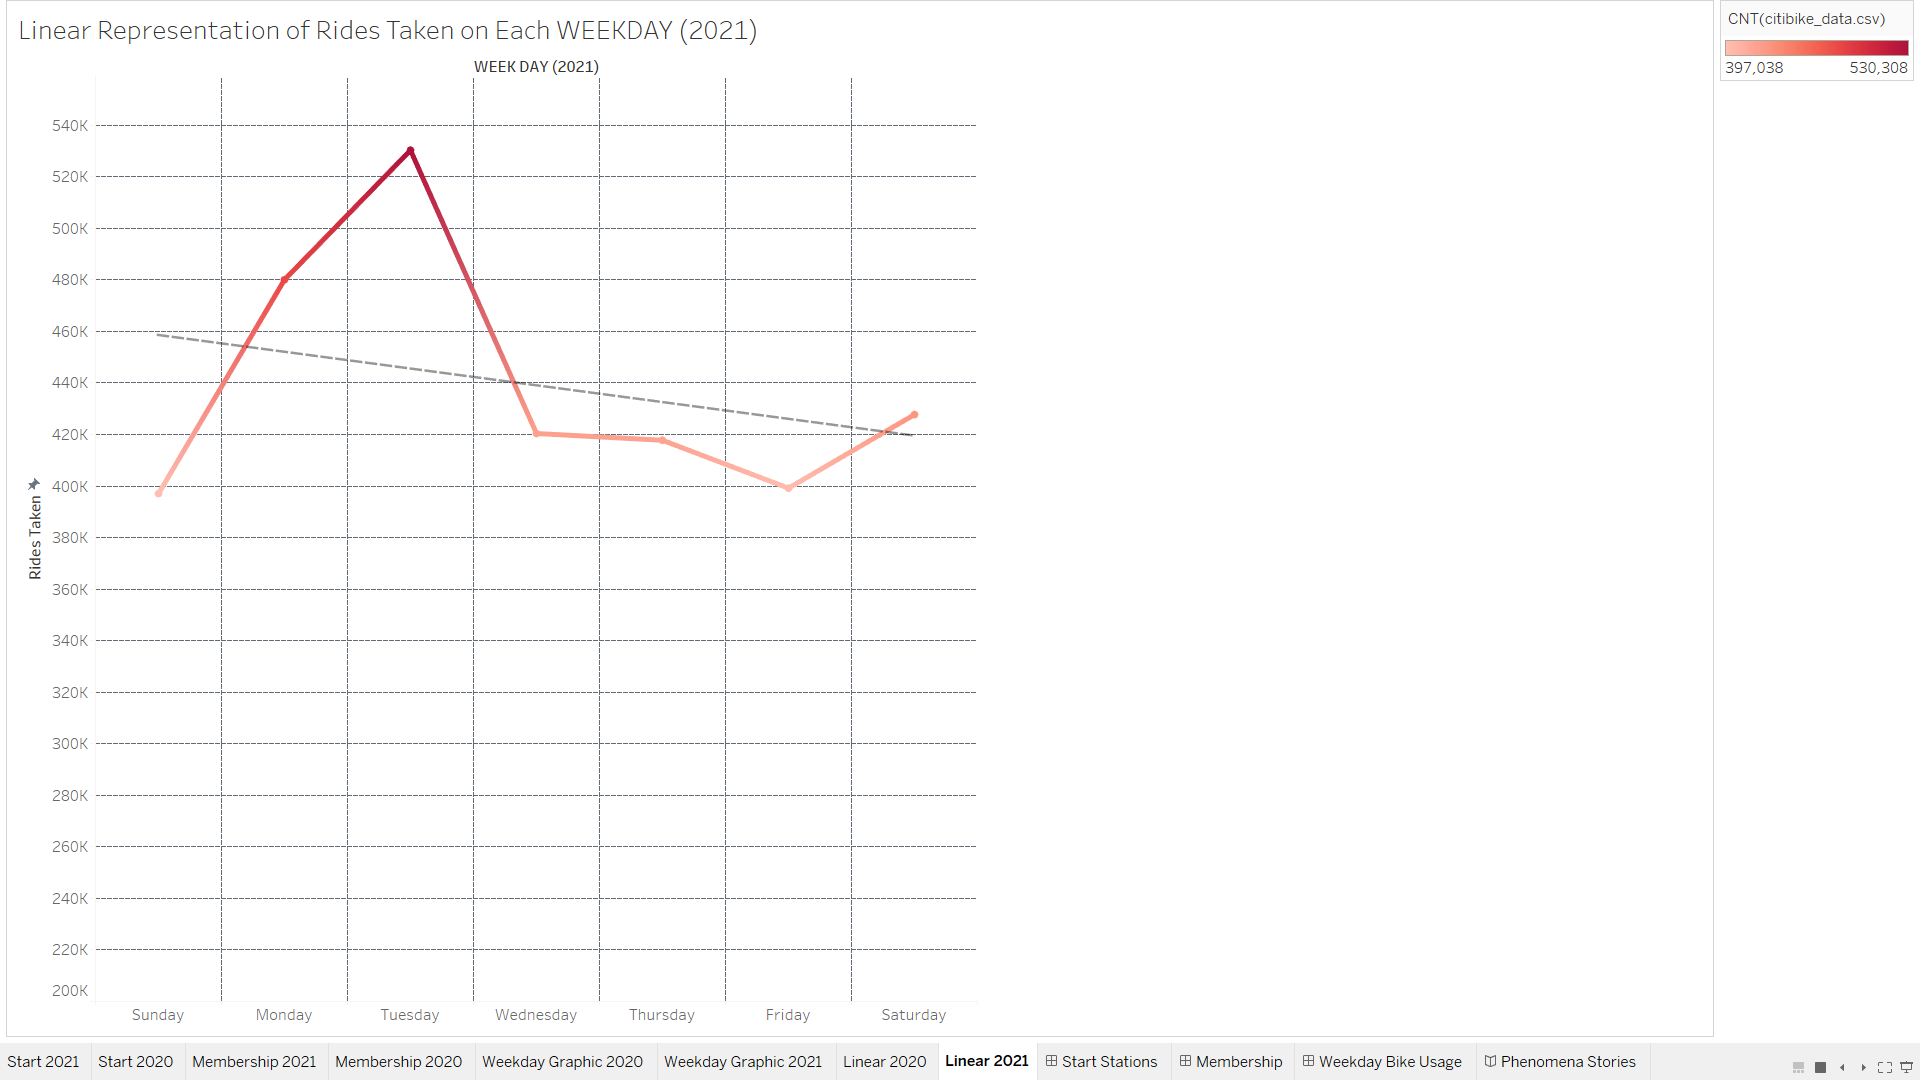 Linear Representation of Rides Taken on Each WEEKDAY (2021)
WEEK DAY (2021)
540K
520K
500K
480K
460K
440K
420K
400K
380K
360K
340K
320K
300K
280K
260K
240K
220K
200K
Rides Taken
Sunday Monday Tuesday Wednesday Thursday Friday Saturday
CNT(citibike_data.csv)
397,038 530,308
Start 2021 Start 2020 Membership 2021 Membership 2020 Weekday Graphic 2020 Weekday Graphic 2021 Linear 2020 Linear 2021 Start Stations Membership Weekday Bike Usage Phenomena Stories